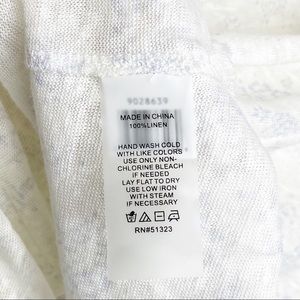 9028639
MADE IN CHINA
100%LINEN
HAND WASH COLD
WITH LIKE COLORS
USE ONLY NON-
CHLORINE BLEACH
IF NEEDED
LAY FLAT TO DRY
USE LOW IRON
WITH STEAM
IF NECESSARY
RN#51323